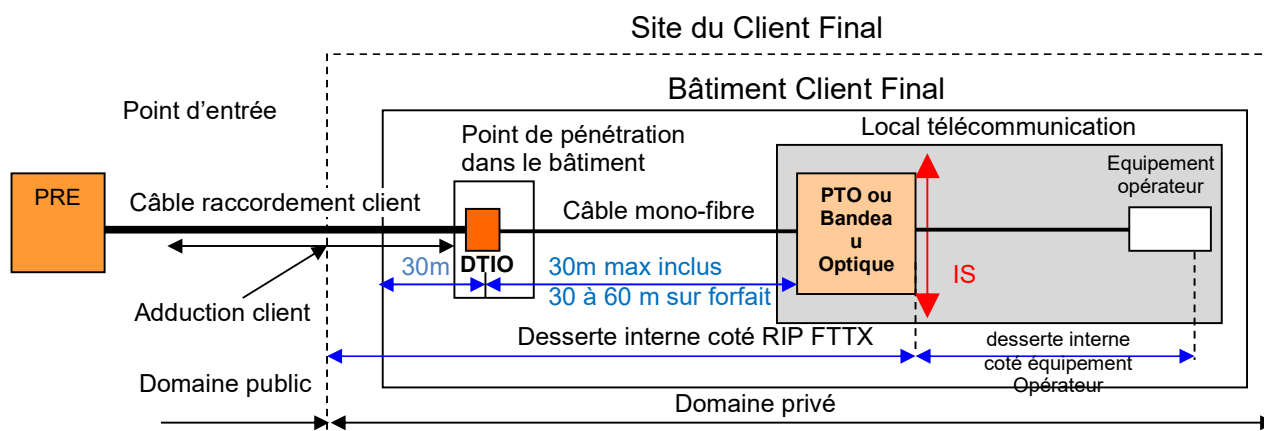 Site du Client Final
Bâtiment Client Final
Point d'entrée
Point de pénétration
dans le bâtiment
Local télécommunication
Equipement
opérateur
PRE
Câble raccordement client
Câble mono-fibre
PTO ou
Bandea
u
Optique
DTIO
30m
30m max inclus
30 à 60 m sur forfait
IS
Adduction client
Desserte interne coté RIP FTTX
desserte interne
coté équipement
Opérateur
Domaine public
Domaine privé